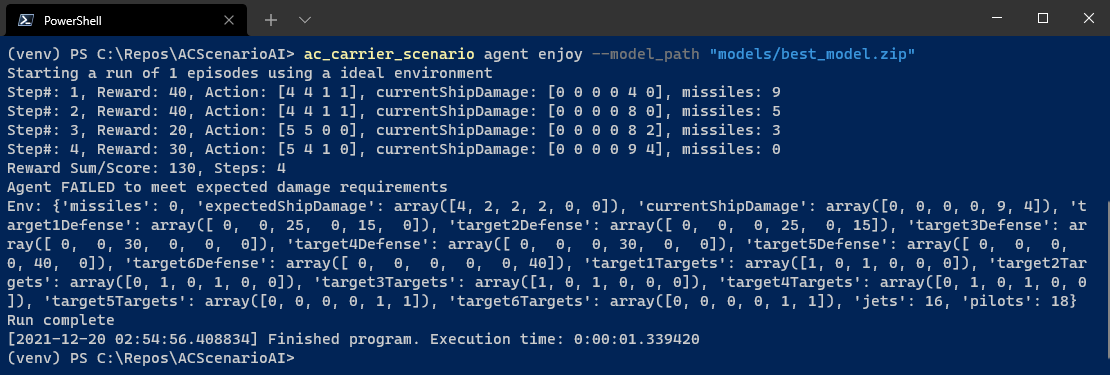 PowerShell
(venv) PS C:\Repos\ACScenarioAI> ac_carrier_scenario agent enjoy --model_path "models/best_model.zip"
Starting a run of 1 episodes using a ideal environment
Step#: 1, Reward: 40, Action: [4 4 1 1], currentShipDamage: [0 0 0 0 4 0], missiles: 9
Step#: 2, Reward: 40, Action: [4 4 1 1], currentShipDamage: [0 0 0 0 8 0], missiles: 5
Step#: 3, Reward: 20, Action: [5 5 0 0], currentShipDamage: [0 0 0 0 8 2], missiles: 3
Step#: 4, Reward: 30, Action: [5 4 1 0], currentShipDamage: [0 0 0 0 9 4], missiles: 0
Reward Sum/Score: 130, Steps: 4
Agent FAILED to meet expected damage requirements
Env: {'missiles': 0, 'expectedShipDamage': array([4, 2, 2, 2, 0, 0]), 'currentShipDamage': array([0, 0, 0, 0, 9, 4]), 't
arget1Defense': array([ 0,  0, 25,  0, 15,  0]), 'target2Defense': array([ 0,  0,  0, 25,  0, 15]), 'target3Defense': ar
ray([ 0,  0, 30,  0,  0,  0]), 'target4Defense': array([ 0,  0,  0, 30,  0,  0]), 'target5Defense': array([ 0,  0,  0,
0, 40,  0]), 'target6Defense': array([ 0,  0,  0,  0,  0, 40]), 'target1Targets': array([1, 0, 1, 0, 0, 0]), 'target2Tar
gets': array([0, 1, 0, 1, 0, 0]), 'target3Targets': array([1, 0, 1, 0, 0, 0]), 'target4Targets': array([0, 1, 0, 1, 0, 0
]), 'target5Targets': array([0, 0, 0, 0, 1, 1]), 'target6Targets': array([0, 0, 0, 0, 1, 1]), 'jets': 16, 'pilots': 18}
Run complete
[2021-12-20 02:54:56.408834] Finished program. Execution time: 0:00:01.339420
(venv) PS C:\Repos\ACScenarioAI>